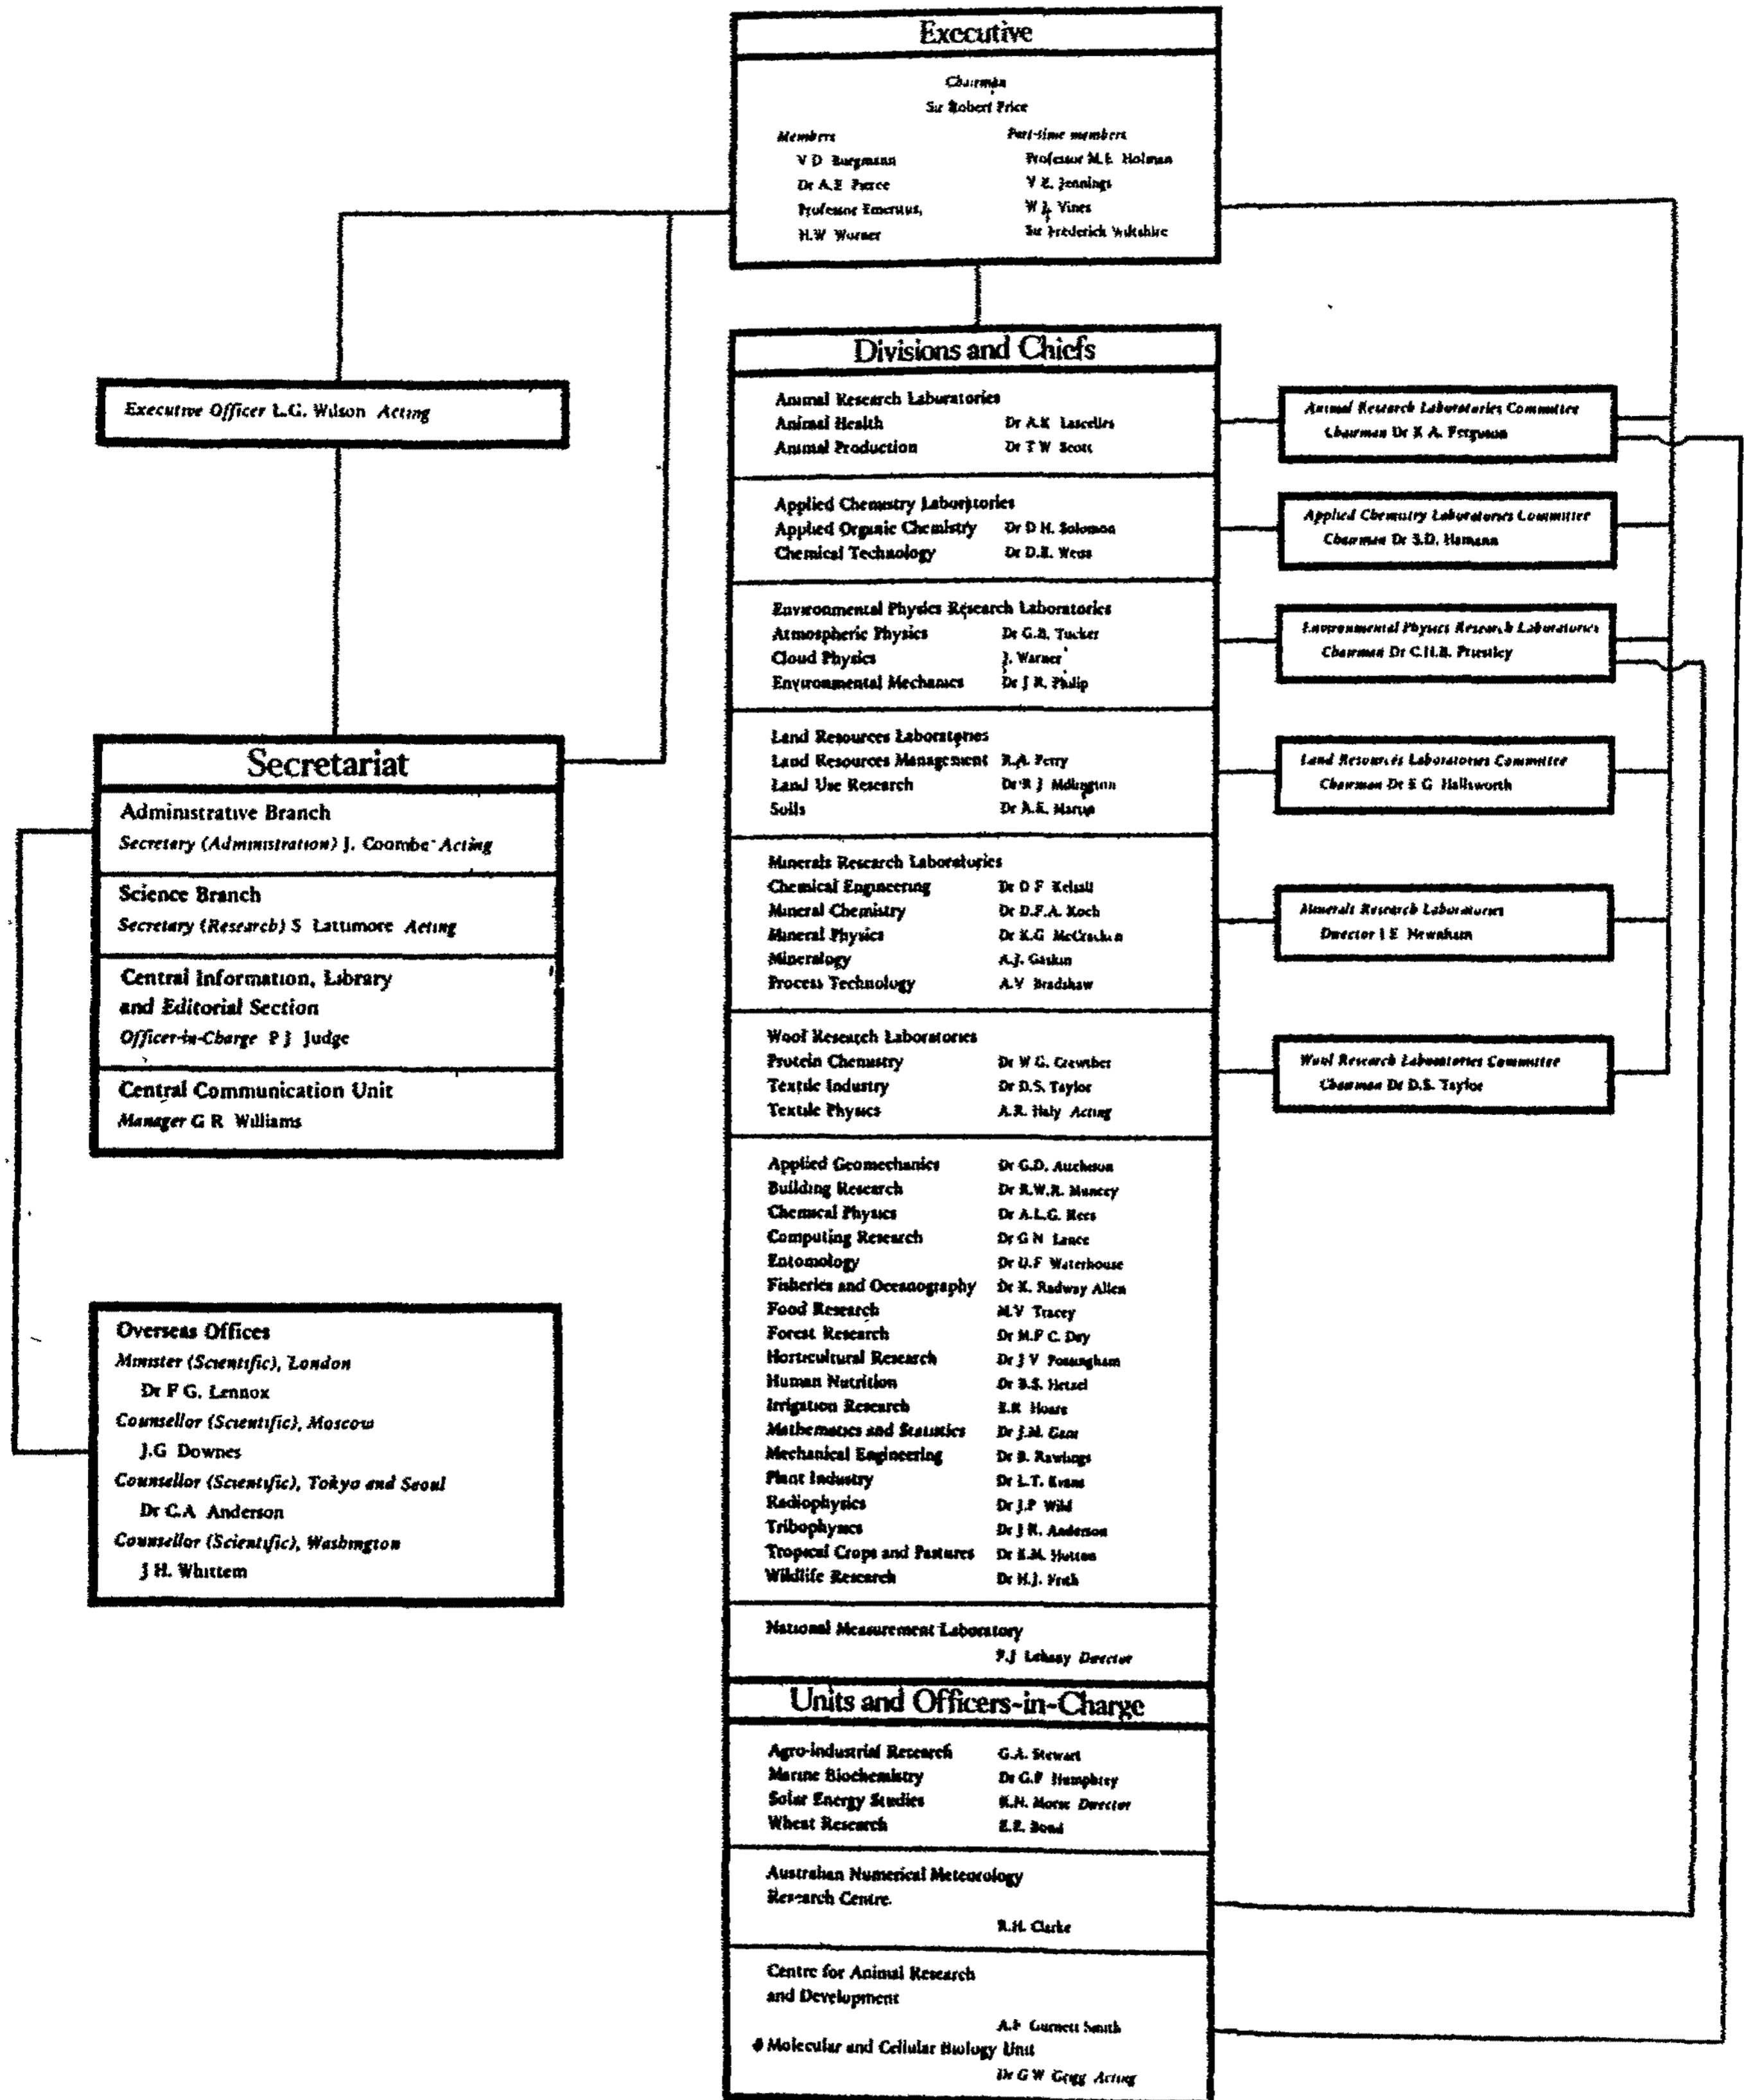 Executive
Chairman
Sir Robert Price
Members
V D Burgmann
Dr A.E Pierce
Professor Emeritus,
H.W Worner
Part-time members
Professor M.E Holman
V E. Jennings
W J. Vines
Sir Frederick Wiltshire
Executive Officer L.G. Wilson Acting
Secretariat
Administrative Branch
Secretary (Administration) J. Coombe Acting
Science Branch
Secretary (Research) S Lattimore Acting
Central Information, Library
and Editorial Section
Officer-in-Charge P J Judge
Central Communication Unit
Manager G R Williams
Overseas Offices
Minister (Scientific), London
Dr F G. Lennox
Counsellor (Scientific), Moscow
J.G Downes
Counsellor (Scientific), Tokyo and Seoul
Dr C.A Anderson
Counsellor (Scientific), Washington
J H. Whittem
Divisions and Chiefs
Animal Research Laboratories
Animal Health Dr A.K Lascelles
Animal Production Dr T W Scott
Applied Chemistry Laboratories
Applied Organic Chemistry Dr D H. Solomon
Chemical Technology Dr D.E. Weiss
Environmental Physics Research Laboratories
Atmospheric Physics Dr G.B. Tucker
Cloud Physics J. Warner
Environmental Mechanics Dr J R. Philip
Land Resources Laboratories
Land Resources Management R.A. Perry
Land Use Research Dr R J Millington
Soils Dr A.E. Martin
Minerals Research Laboratories
Chemical Engineering Dr D F Kelsall
Mineral Chemistry Dr D.F.A. Koch
Mineral Physics Dr K.G McCracken
Mineralogy A.J. Gaskin
Process Technology A.V Bradshaw
Wool Research Laboratories
Protein Chemistry Dr W G. Crewther
Textile Industry Dr D.S. Taylor
Textile Physics A.R. Haly Acting
Applied Geomechanics Dr G.D. Aitchison
Building Research Dr R.W.R. Muncey
Chemical Physics Dr A.L.G. Rees
Computing Research Dr G N Lance
Entomology Dr D.F Waterhouse
Fisheries and Oceanography Dr K. Radway Allen
Food Research M.V Tracey
Forest Research Dr M.F C. Day
Horticultural Research Dr J V Possingham
Human Nutrition Dr B.S. Hetzel
Irrigation Research E.R Hoare
Mathematics and Statistics Dr J.M. Gani
Mechanical Engineering Dr B. Rawlings
Plant Industry Dr L.T. Evans
Radiophysics Dr J.P Wild
Tribophysics Dr J R. Anderson
Tropical Crops and Pastures Dr E.M. Hutton
Wildlife Research Dr H.J. Frith
National Measurement Laboratory
F.J Lehany Director
Units and Officers-in-Charge
Agro-industrial Research G.A. Stewart
Marine Biochemistry Dr G.F Humphrey
Solar Energy Studies R.N. Morse Director
Wheat Research E.E. Bond
Australian Numerical Meteorology
Research Centre.
R.H. Clarke
Centre for Animal Research
and Development
A.F Gurnett Smith
Molecular and Cellular Biology Unit
Dr G W Grigg Acting
Animal Research Laboratories Committee
Chairman Dr K A. Ferguson
Applied Chemistry Laboratories Committee
Chairman Dr S.D. Hamann
Environmental Physics Research Laboratories
Chairman Dr C.H.B. Priestley
Land Resources Laboratories Committee
Chairman Dr E G Hallsworth
Minerals Research Laboratories
Director I E Newnham
Wool Research Laboratories Committee
Chairman Dr D.S. Taylor